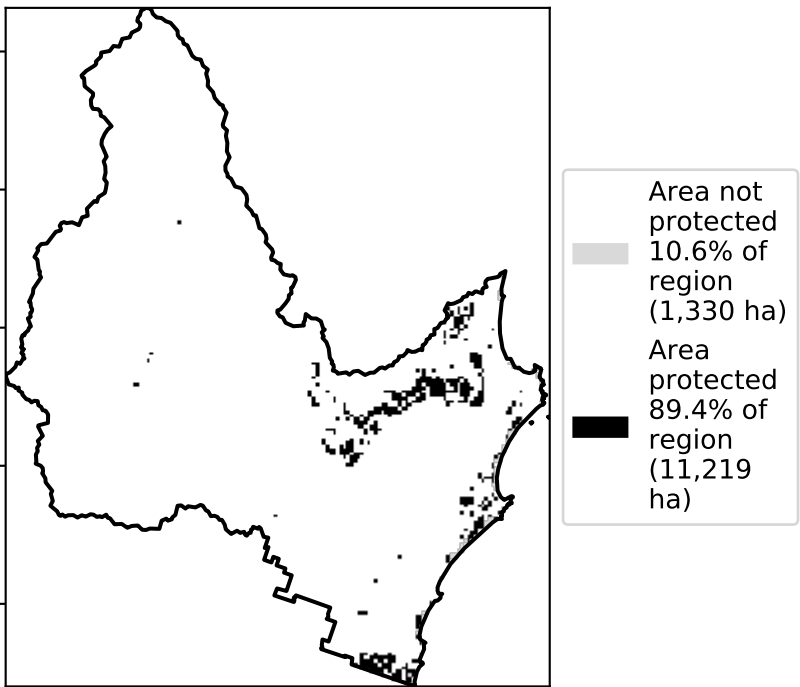 Area not
protected
10.6% of
region
(1,330 ha)
Area
protected
89.4% of
region
(11,219
ha)